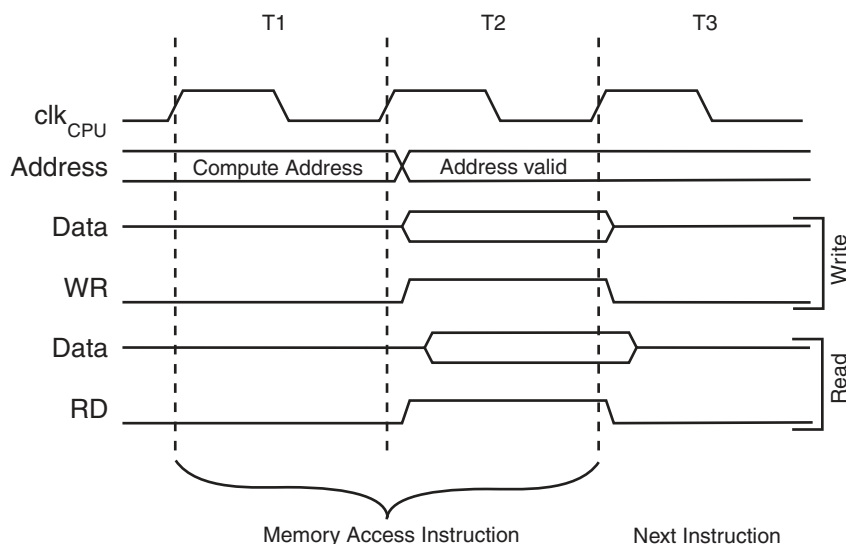 T1 T2 T3
clkCPU
Address Compute Address Address valid
Data
WR
Write
Data
RD
Read
Memory Access Instruction Next Instruction